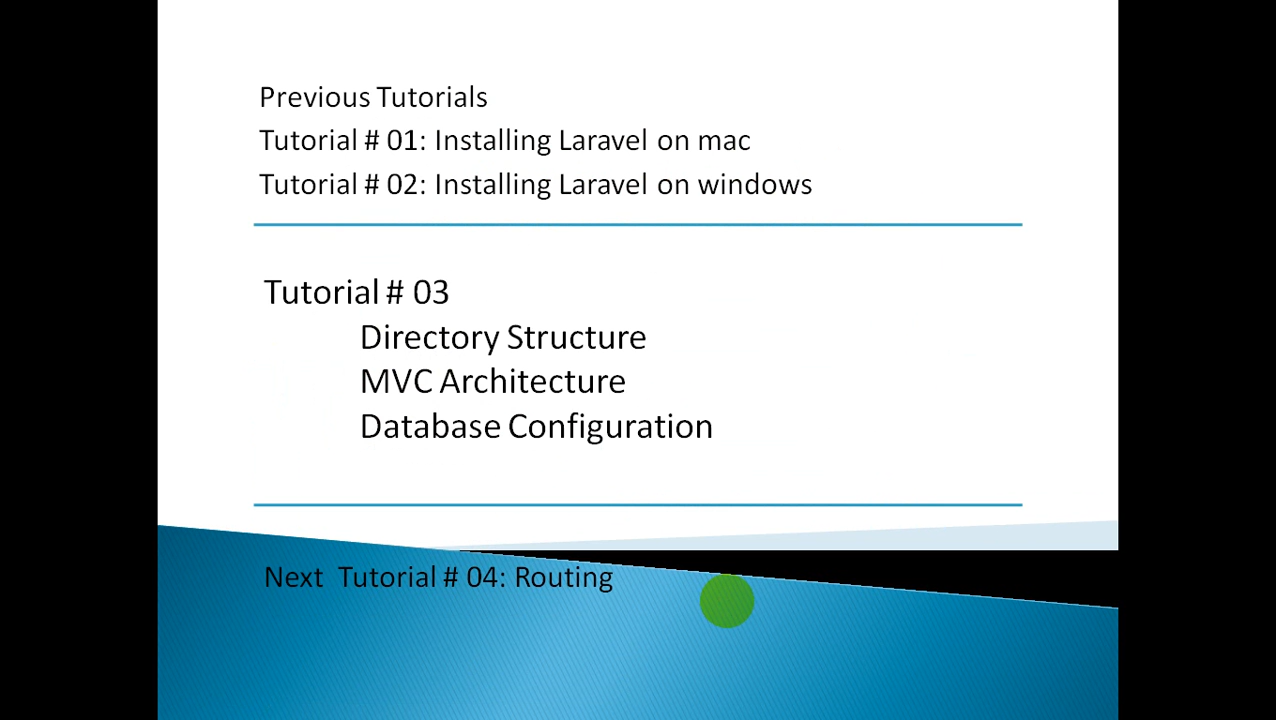 Previous Tutorials
Tutorial # 01: Installing Laravel on mac
Tutorial # 02: Installing Laravel on windows
Tutorial # 03
Directory Structure
MVC Architecture
Database Configuration
Next Tutorial # 04: Routing